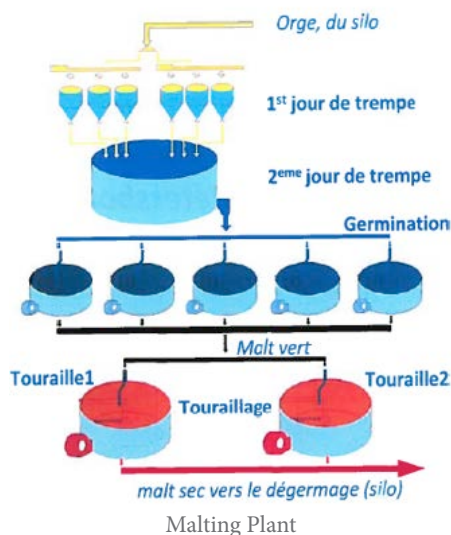 Orge, du silo
1st jour de trempe
2eme jour de trempe
Germination
Malt vert
Touraille1
Touraille2
Touraillage
malt sec vers le dégermage (silo)
Malting Plant